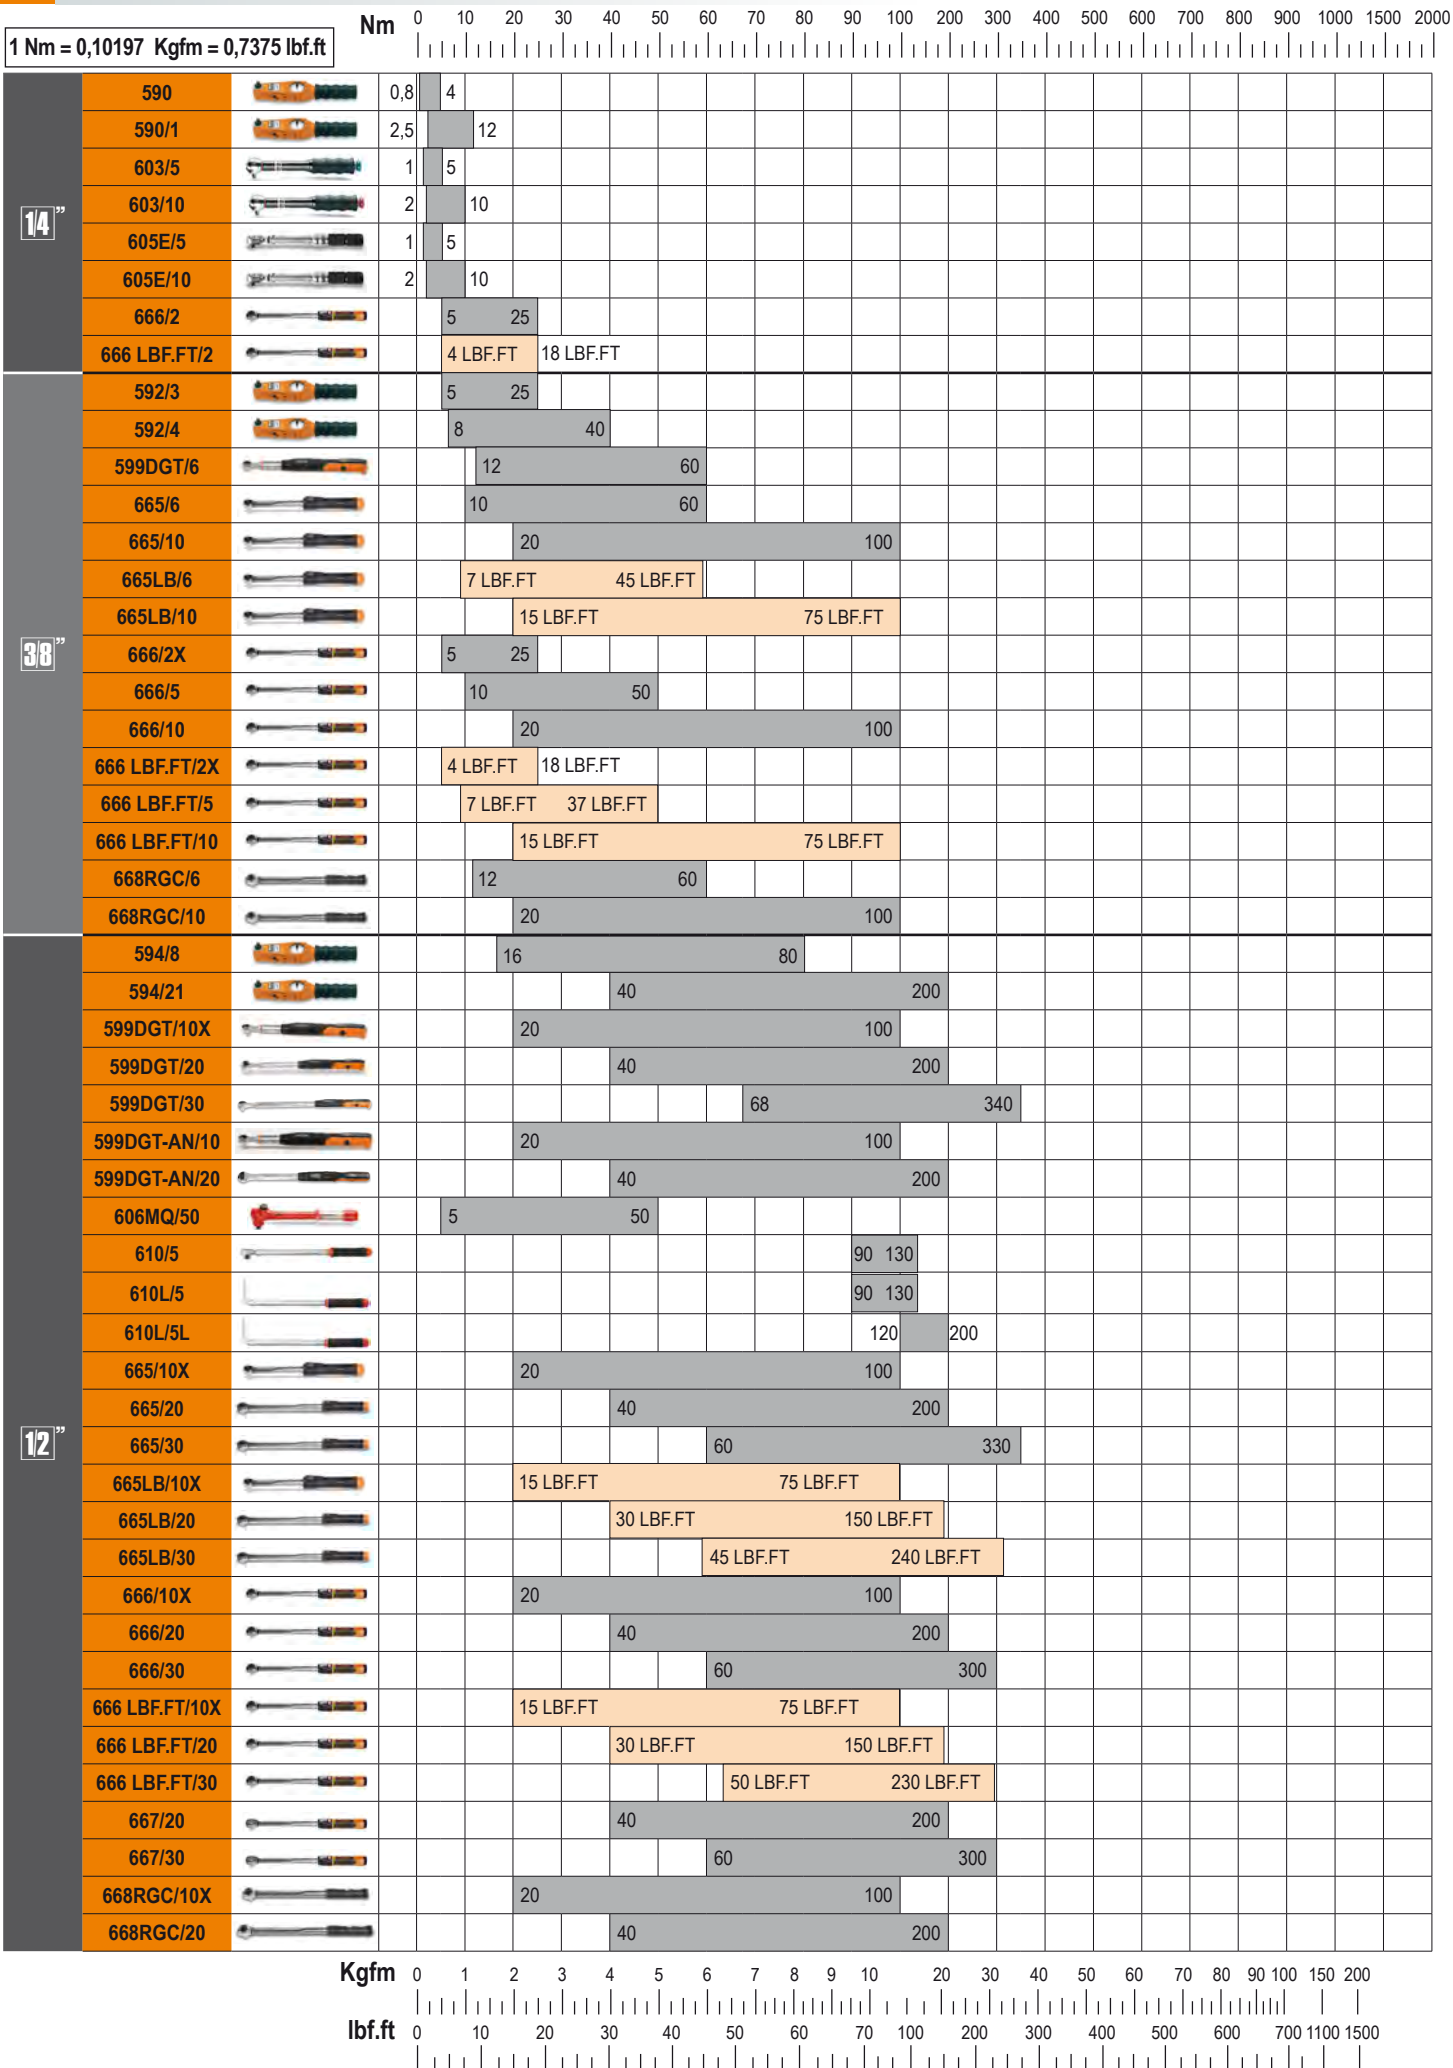 Nm 0 10 20 30 40 50 60 70 80 90 100 200 300 400 500 600 700 800 900 1000 1500 2000
1 Nm = 0,10197 Kgfm = 0,7375 lbf.ft
1/4”
590 0,8 4
590/1 2,5 12
603/5 1 5
603/10 2 10
605E/5 1 5
605E/10 2 10
666/2 5 25
666 LBF.FT/2 4 LBF.FT 18 LBF.FT
3/8”
592/3 5 25
592/4 8 40
599DGT/6 12 60
665/6 10 60
665/10 20 100
665LB/6 7 LBF.FT 45 LBF.FT
665LB/10 15 LBF.FT 75 LBF.FT
666/2X 5 25
666/5 10 50
666/10 20 100
666 LBF.FT/2X 4 LBF.FT 18 LBF.FT
666 LBF.FT/5 7 LBF.FT 37 LBF.FT
666 LBF.FT/10 15 LBF.FT 75 LBF.FT
668RGC/6 12 60
668RGC/10 20 100
1/2”
594/8 16 80
594/21 40 200
599DGT/10X 20 100
599DGT/20 40 200
599DGT/30 68 340
599DGT-AN/10 20 100
599DGT-AN/20 40 200
606MQ/50 5 50
610/5 90 130
610L/5 90 130
610L/5L 120 200
665/10X 20 100
665/20 40 200
665/30 60 330
665LB/10X 15 LBF.FT 75 LBF.FT
665LB/20 30 LBF.FT 150 LBF.FT
665LB/30 45 LBF.FT 240 LBF.FT
666/10X 20 100
666/20 40 200
666/30 60 300
666 LBF.FT/10X 15 LBF.FT 75 LBF.FT
666 LBF.FT/20 30 LBF.FT 150 LBF.FT
666 LBF.FT/30 50 LBF.FT 230 LBF.FT
667/20 40 200
667/30 60 300
668RGC/10X 20 100
668RGC/20 40 200
Kgfm 0 1 2 3 4 5 6 7 8 9 10 20 30 40 50 60 70 80 90 100 150 200
lbf.ft 0 10 20 30 40 50 60 70 100 200 300 400 500 600 700 1100 1500